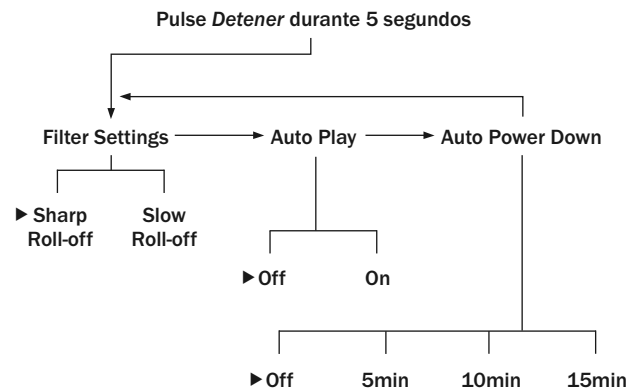 Pulse Detener durante 5 segundos
Filter Settings
Auto Play
Auto Power Down
▶ Sharp Roll-off
Slow Roll-off
▶ Off
On
▶ Off
5min
10min
15min